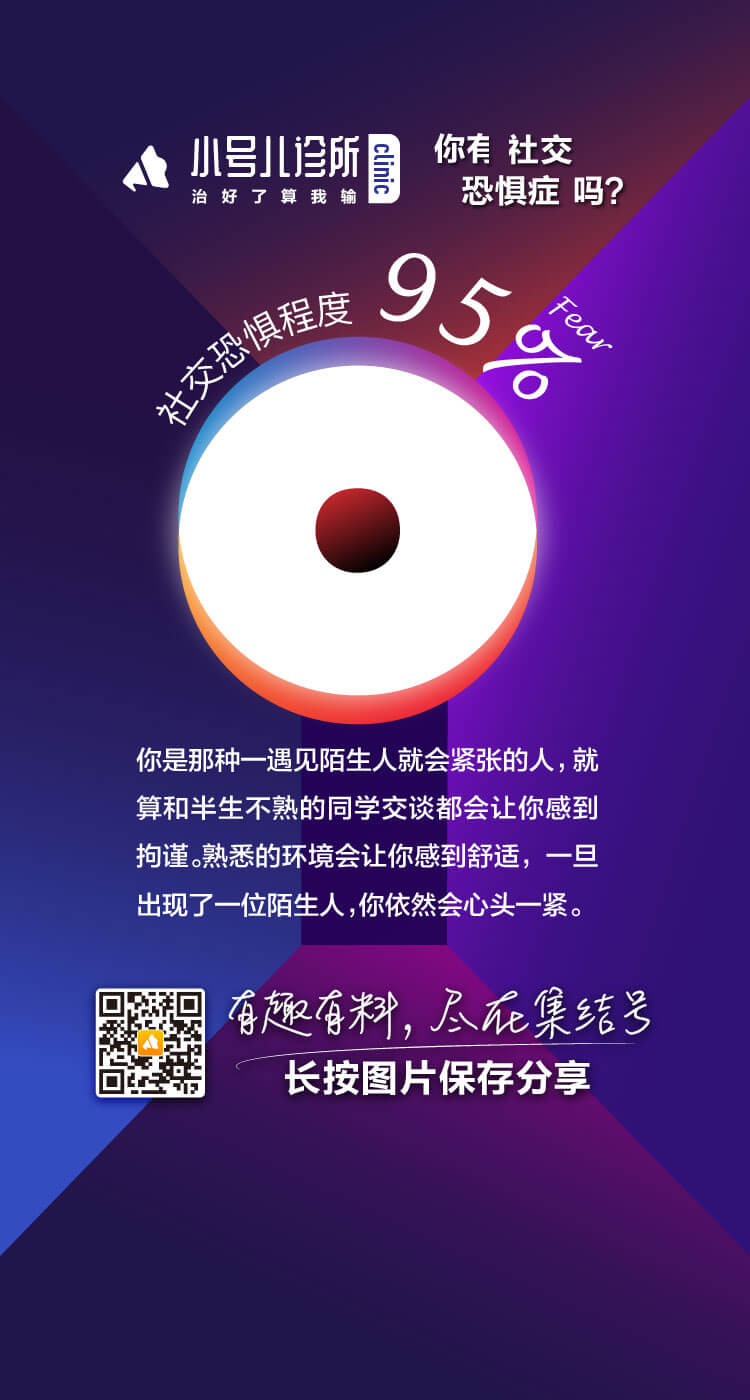 小号儿诊所 clinic
治好了算我输
你有 社交
恐惧症 吗?
社交恐惧程度 95% Fear
你是那种一遇见陌生人就会紧张的人，就
算和半生不熟的同学交谈都会让你感到
拘谨。熟悉的环境会让你感到舒适，一旦
出现了一位陌生人，你依然会心头一紧。
有趣有料，尽在集结号
长按图片保存分享